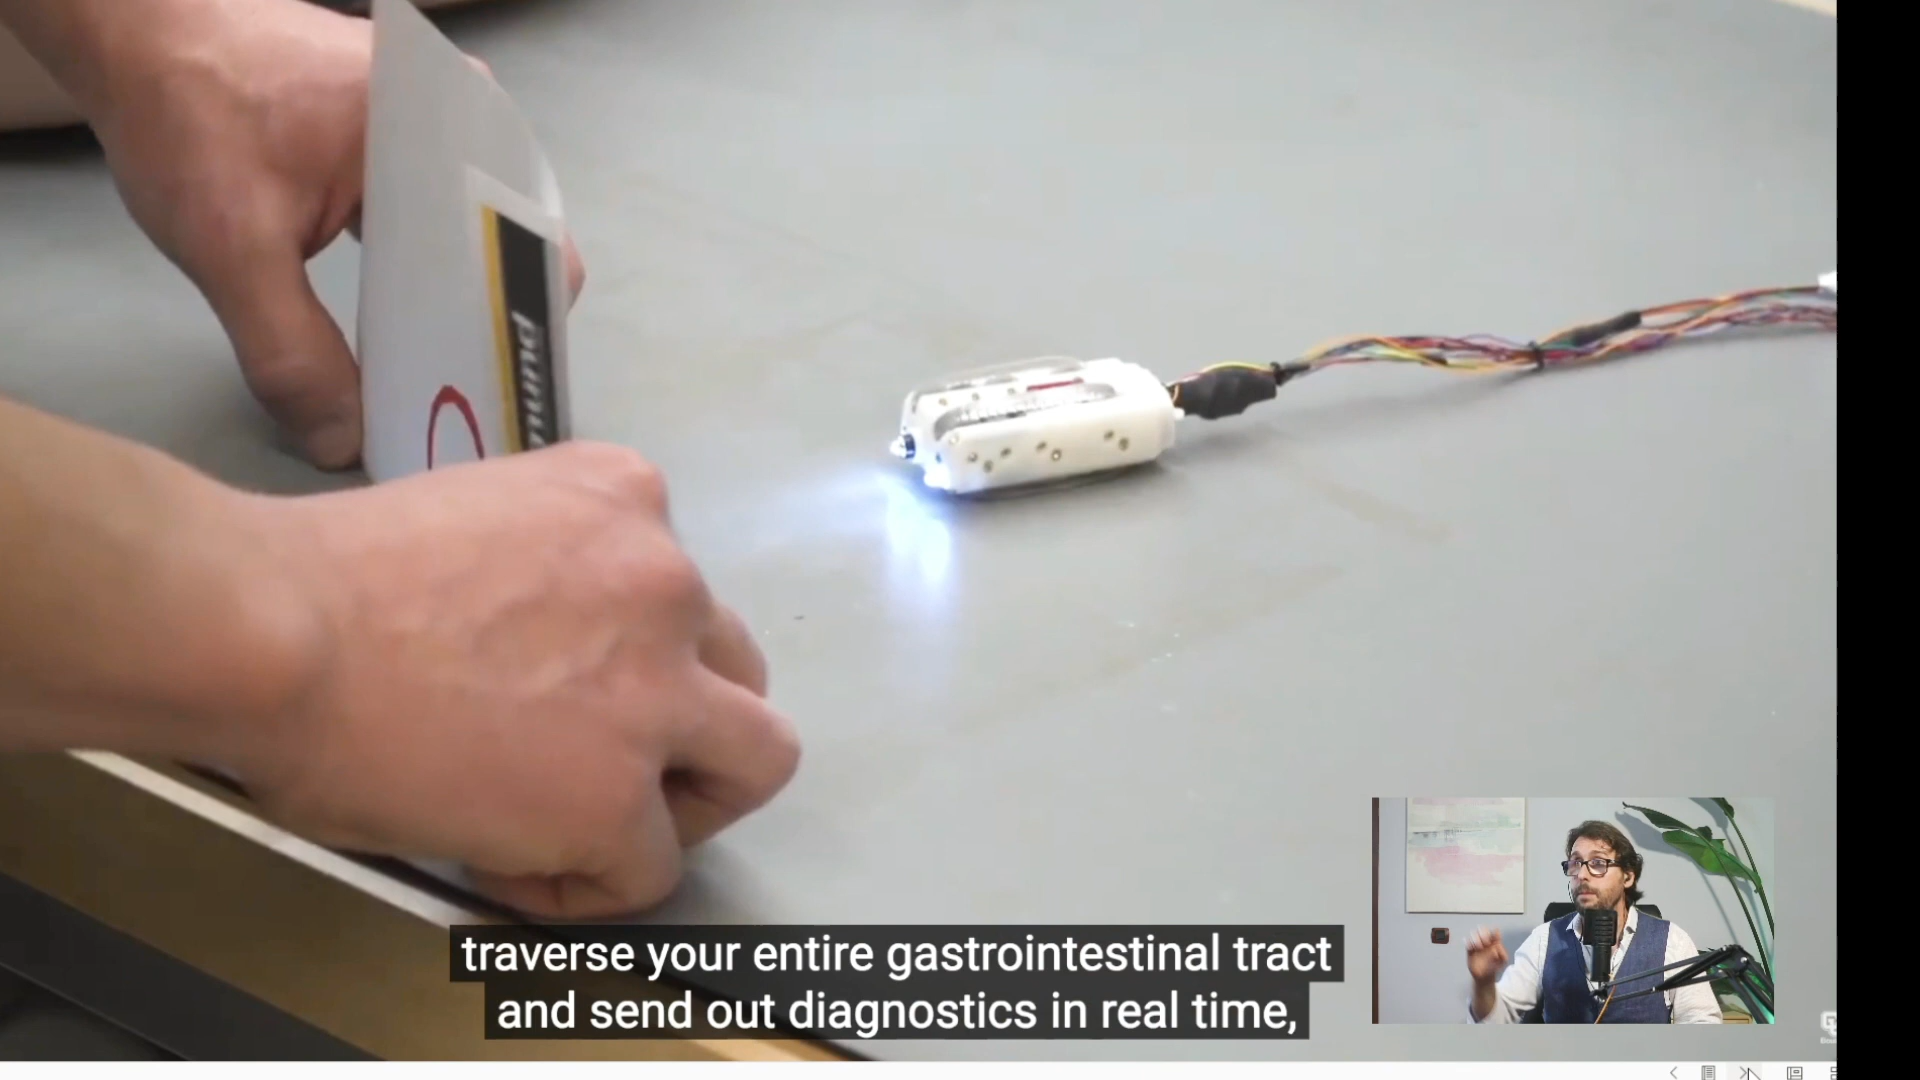 traverse your entire gastrointestinal tract
and send out diagnostics in real time,